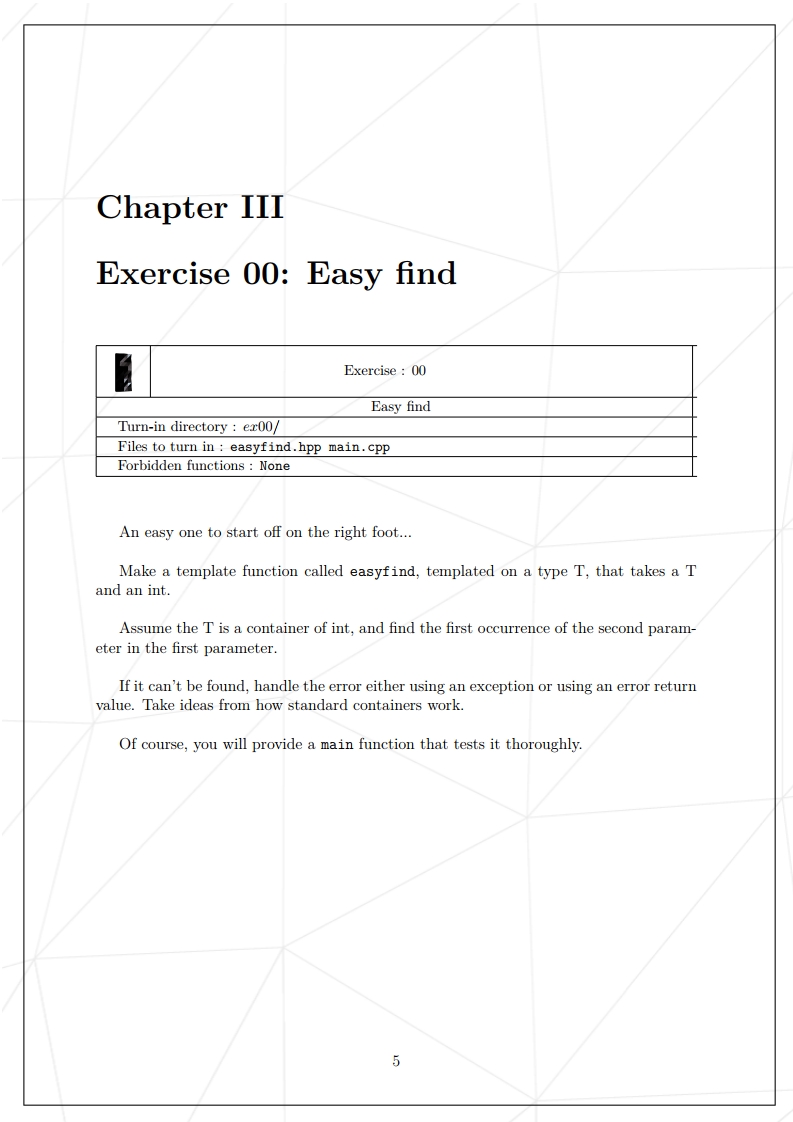 Chapter III
Exercise 00: Easy find
Exercise : 00
Easy find
Turn-in directory : ex00/
Files to turn in : easyfind.hpp main.cpp
Forbidden functions : None
An easy one to start off on the right foot...
Make a template function called easyfind, templated on a type T, that takes a T
and an int.
Assume the T is a container of int, and find the first occurrence of the second param-
eter in the first parameter.
If it can't be found, handle the error either using an exception or using an error return
value. Take ideas from how standard containers work.
Of course, you will provide a main function that tests it thoroughly.
5